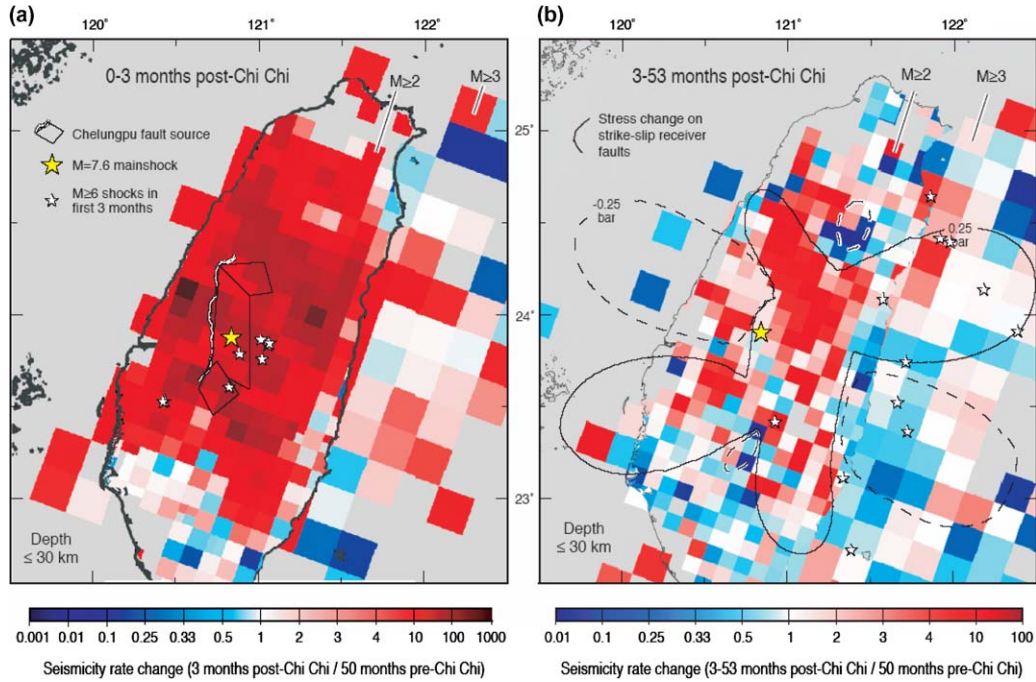 (a)
120˚ 121˚ 122˚
0-3 months post-Chi Chi
M≥3
M≥2
Chelungpu fault source
M=7.6 mainshock
M≥6 shocks in
first 3 months
Depth
≤ 30 km
25˚
24˚
23˚
0.001 0.01 0.1 0.25 0.33 0.5 1 2 3 4 10 100 1000
Seismicity rate change (3 months post-Chi Chi / 50 months pre-Chi Chi)
(b)
120˚ 121˚ 122˚
3-53 months post-Chi Chi
M≥2
M≥3
Stress change on
strike-slip receiver
faults
-0.25
bar
0.25
bar
Depth
≤ 30 km
0.01 0.1 0.25 0.33 0.5 1 2 3 4 10 100
Seismicity rate change (3-53 months post-Chi Chi / 50 months pre-Chi Chi)